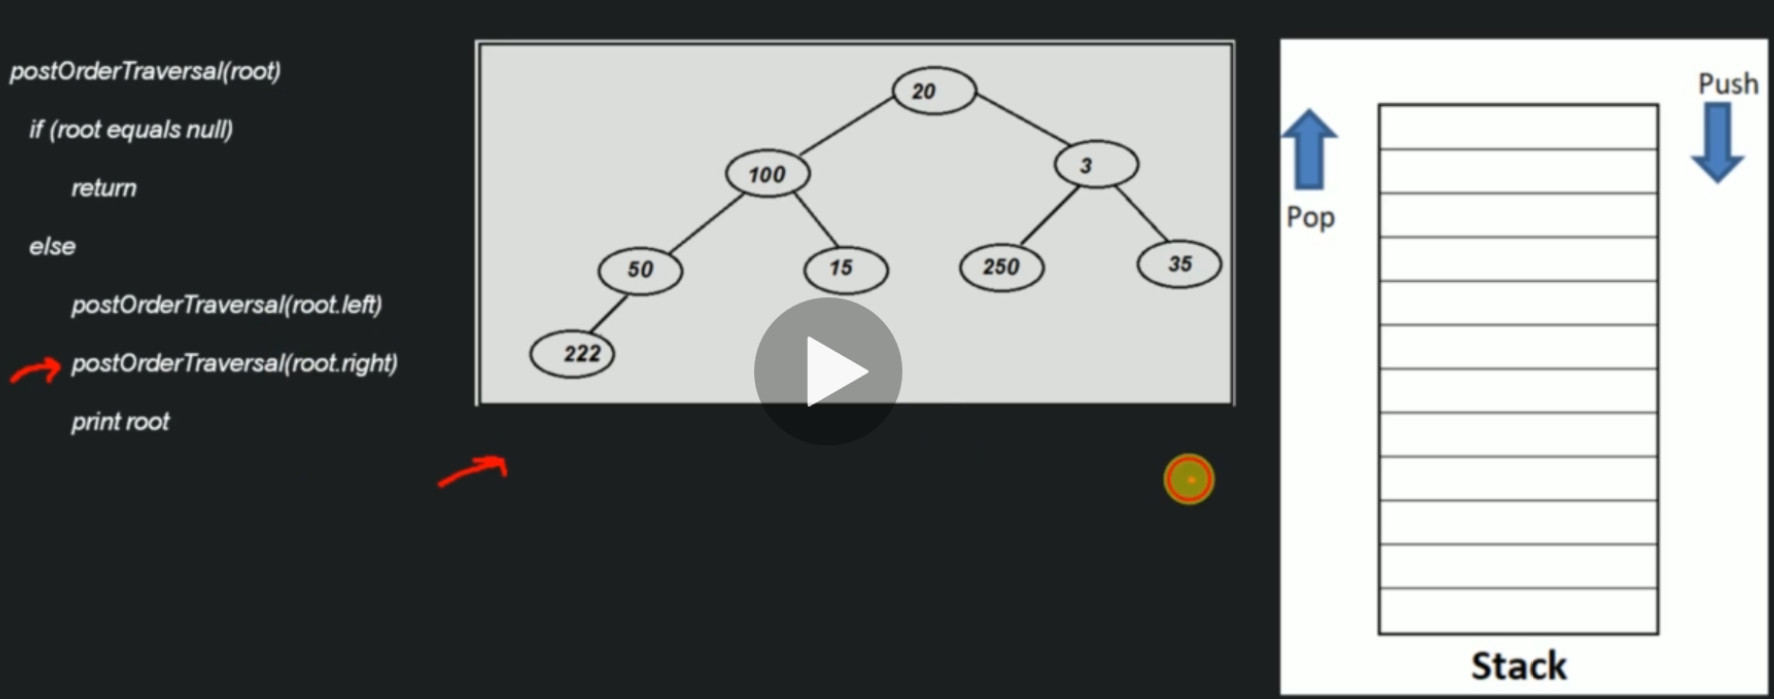 postOrderTraversal(root)
if (root equals null)
return
else
postOrderTraversal(root.left)
postOrderTraversal(root.right)
print root
20
100
3
50
15
250
35
222
Push
Pop
Stack